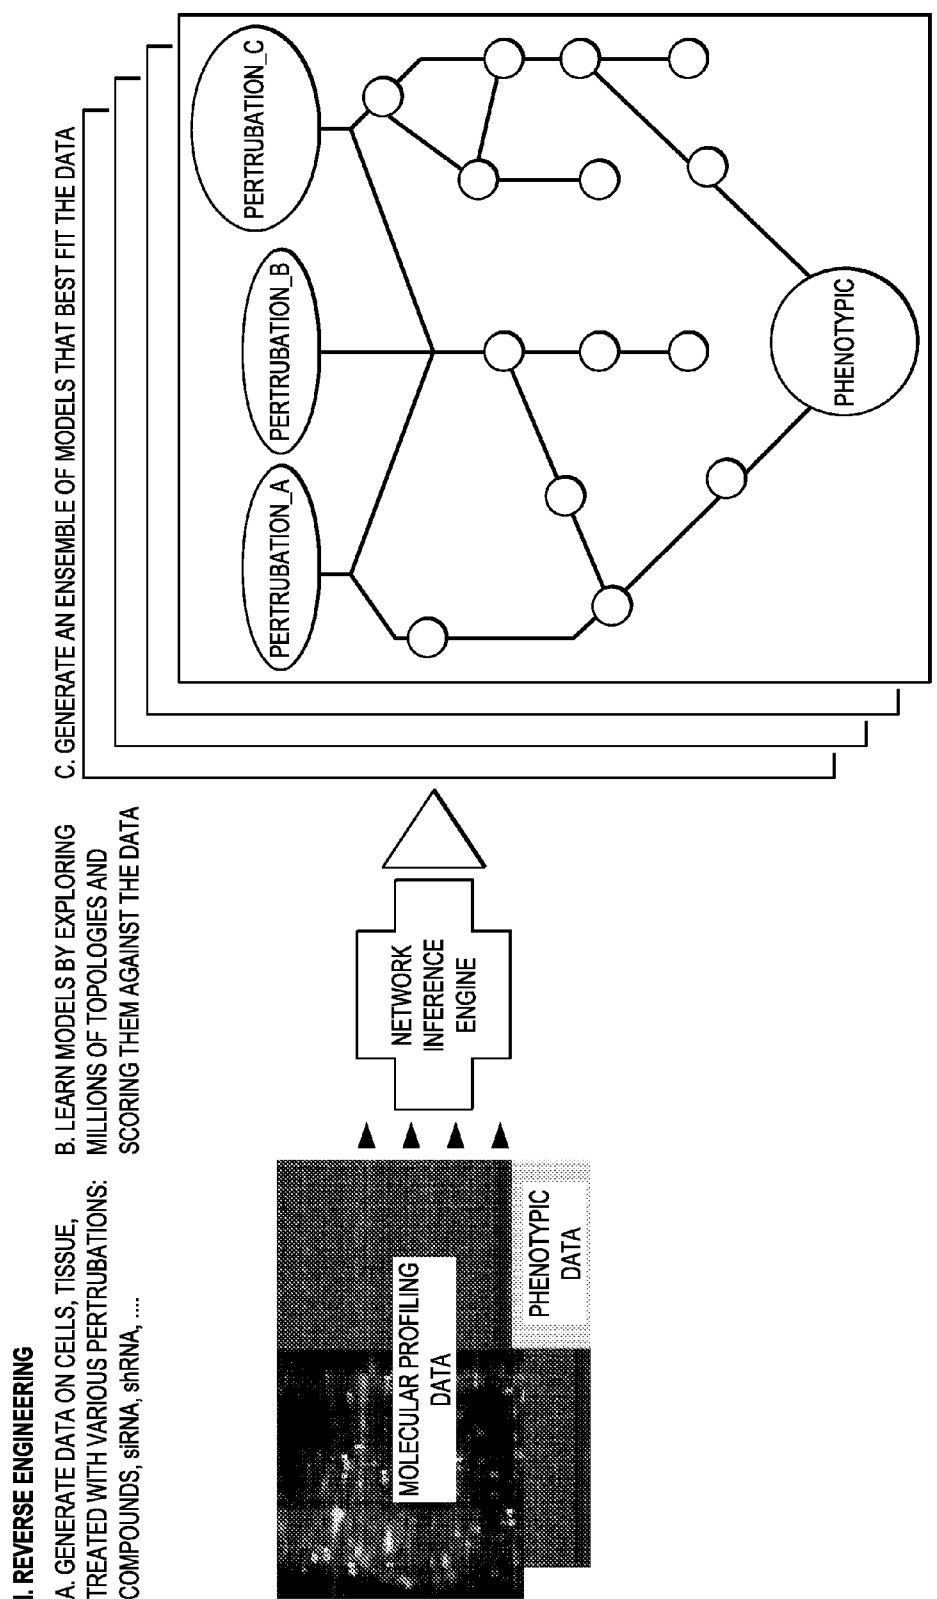 I. REVERSE ENGINEERING
A. GENERATE DATA ON CELLS, TISSUE,
TREATED WITH VARIOUS PERTRUBATIONS:
COMPOUNDS, siRNA, shRNA, ....
B. LEARN MODELS BY EXPLORING
MILLIONS OF TOPOLOGIES AND
SCORING THEM AGAINST THE DATA
C. GENERATE AN ENSEMBLE OF MODELS THAT BEST FIT THE DATA
MOLECULAR PROFILING
DATA
PHENOTYPIC
DATA
NETWORK
INFERENCE
ENGINE
PERTRUBATION_A
PERTRUBATION_B
PERTRUBATION_C
PHENOTYPIC